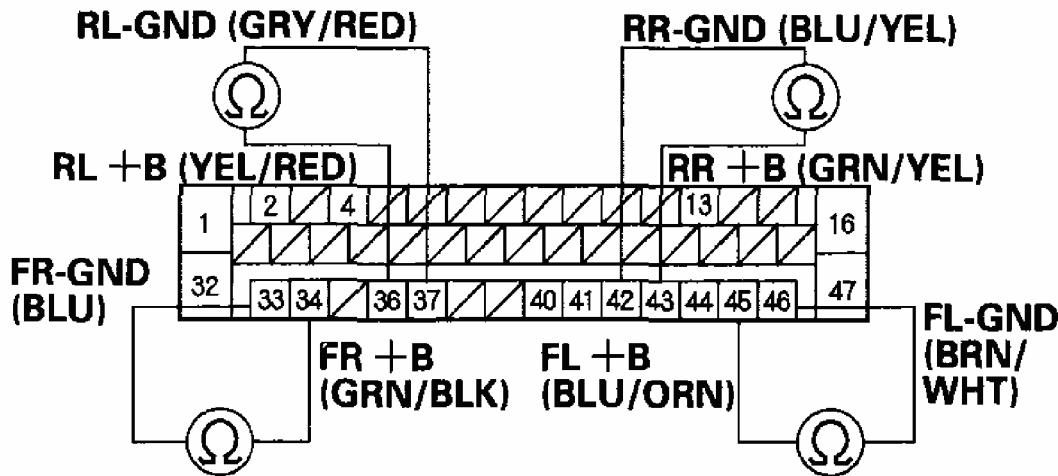 RL-GND (GRY/RED)
RR-GND (BLU/YEL)
Ω
Ω
RL +B (YEL/RED)
RR +B (GRN/YEL)
1
2
4
13
16
FR-GND
(BLU)
32
33
34
36
37
40
41
42
43
44
45
46
47
FL-GND
(BRN/
WHT)
FR +B
(GRN/BLK)
FL +B
(BLU/ORN)
Ω
Ω